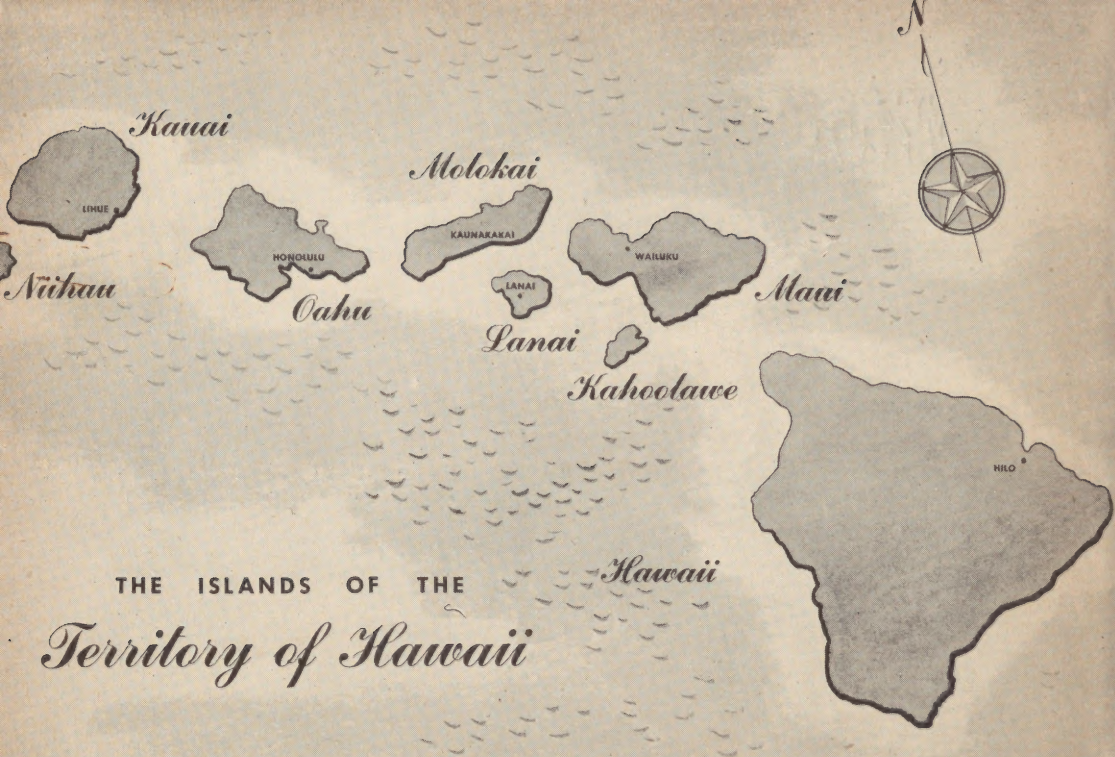 N
Kauai
LIHUE
Niihau
HONOLULU
Oahu
Molokai
KAUNAKAKAI
LANAI
Lanai
WAILUKU
Maui
Kahoolawe
HILO
Hawaii
THE ISLANDS OF THE
Territory of Hawaii